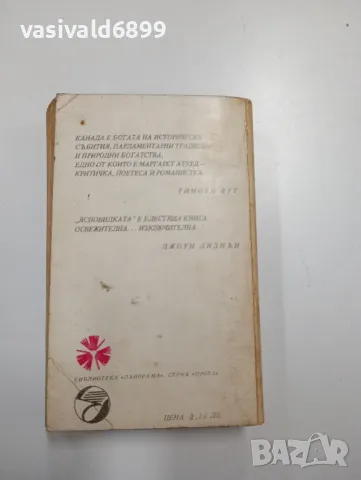 vasivald6899
КАНАДА Е БОГАТА НА ИСТОРИЧЕСКИ
СЪБИТИЯ, ПАРЛАМЕНТАРНИ ТРАДИЦИИ
И ПРИРОДНИ БОГАТСТВА,
ЕДНО ОТ КОИТО Е МАРГАРЕТ АТУУД —
КРИТИЧКА, ПОЕТЕСА И РОМАНИСТКА.
ТИМОТИ
„ЯСНОВИДКАТА" Е БЛЕСТЯЩА КНИГА
ОСВЕЖИТЕЛНА... ИЗКЛЮЧИТЕЛНА
ДЖОУН ДИДИЪН
БИБЛИОТЕКА «ПАНОРАМА», СЕРИЯ «ПРОЗА»
ЦЕНА
BAZAR
bg